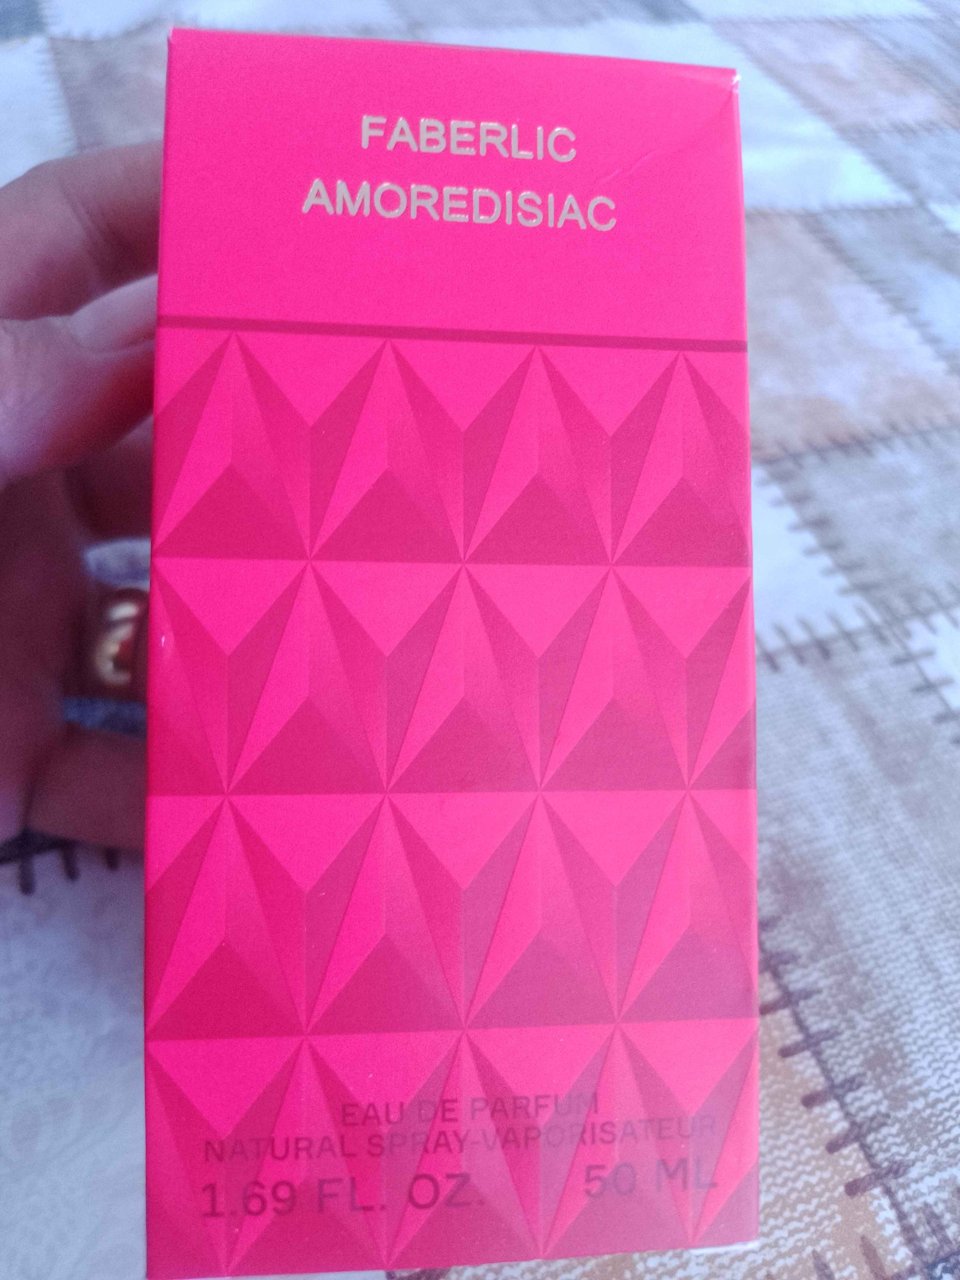 FABERLIC
AMOREDISIAC
EAU DE PARFUM
NATURAL SPRAY-VAPORISATEUR
1.69 FL. OZ. 50 ML